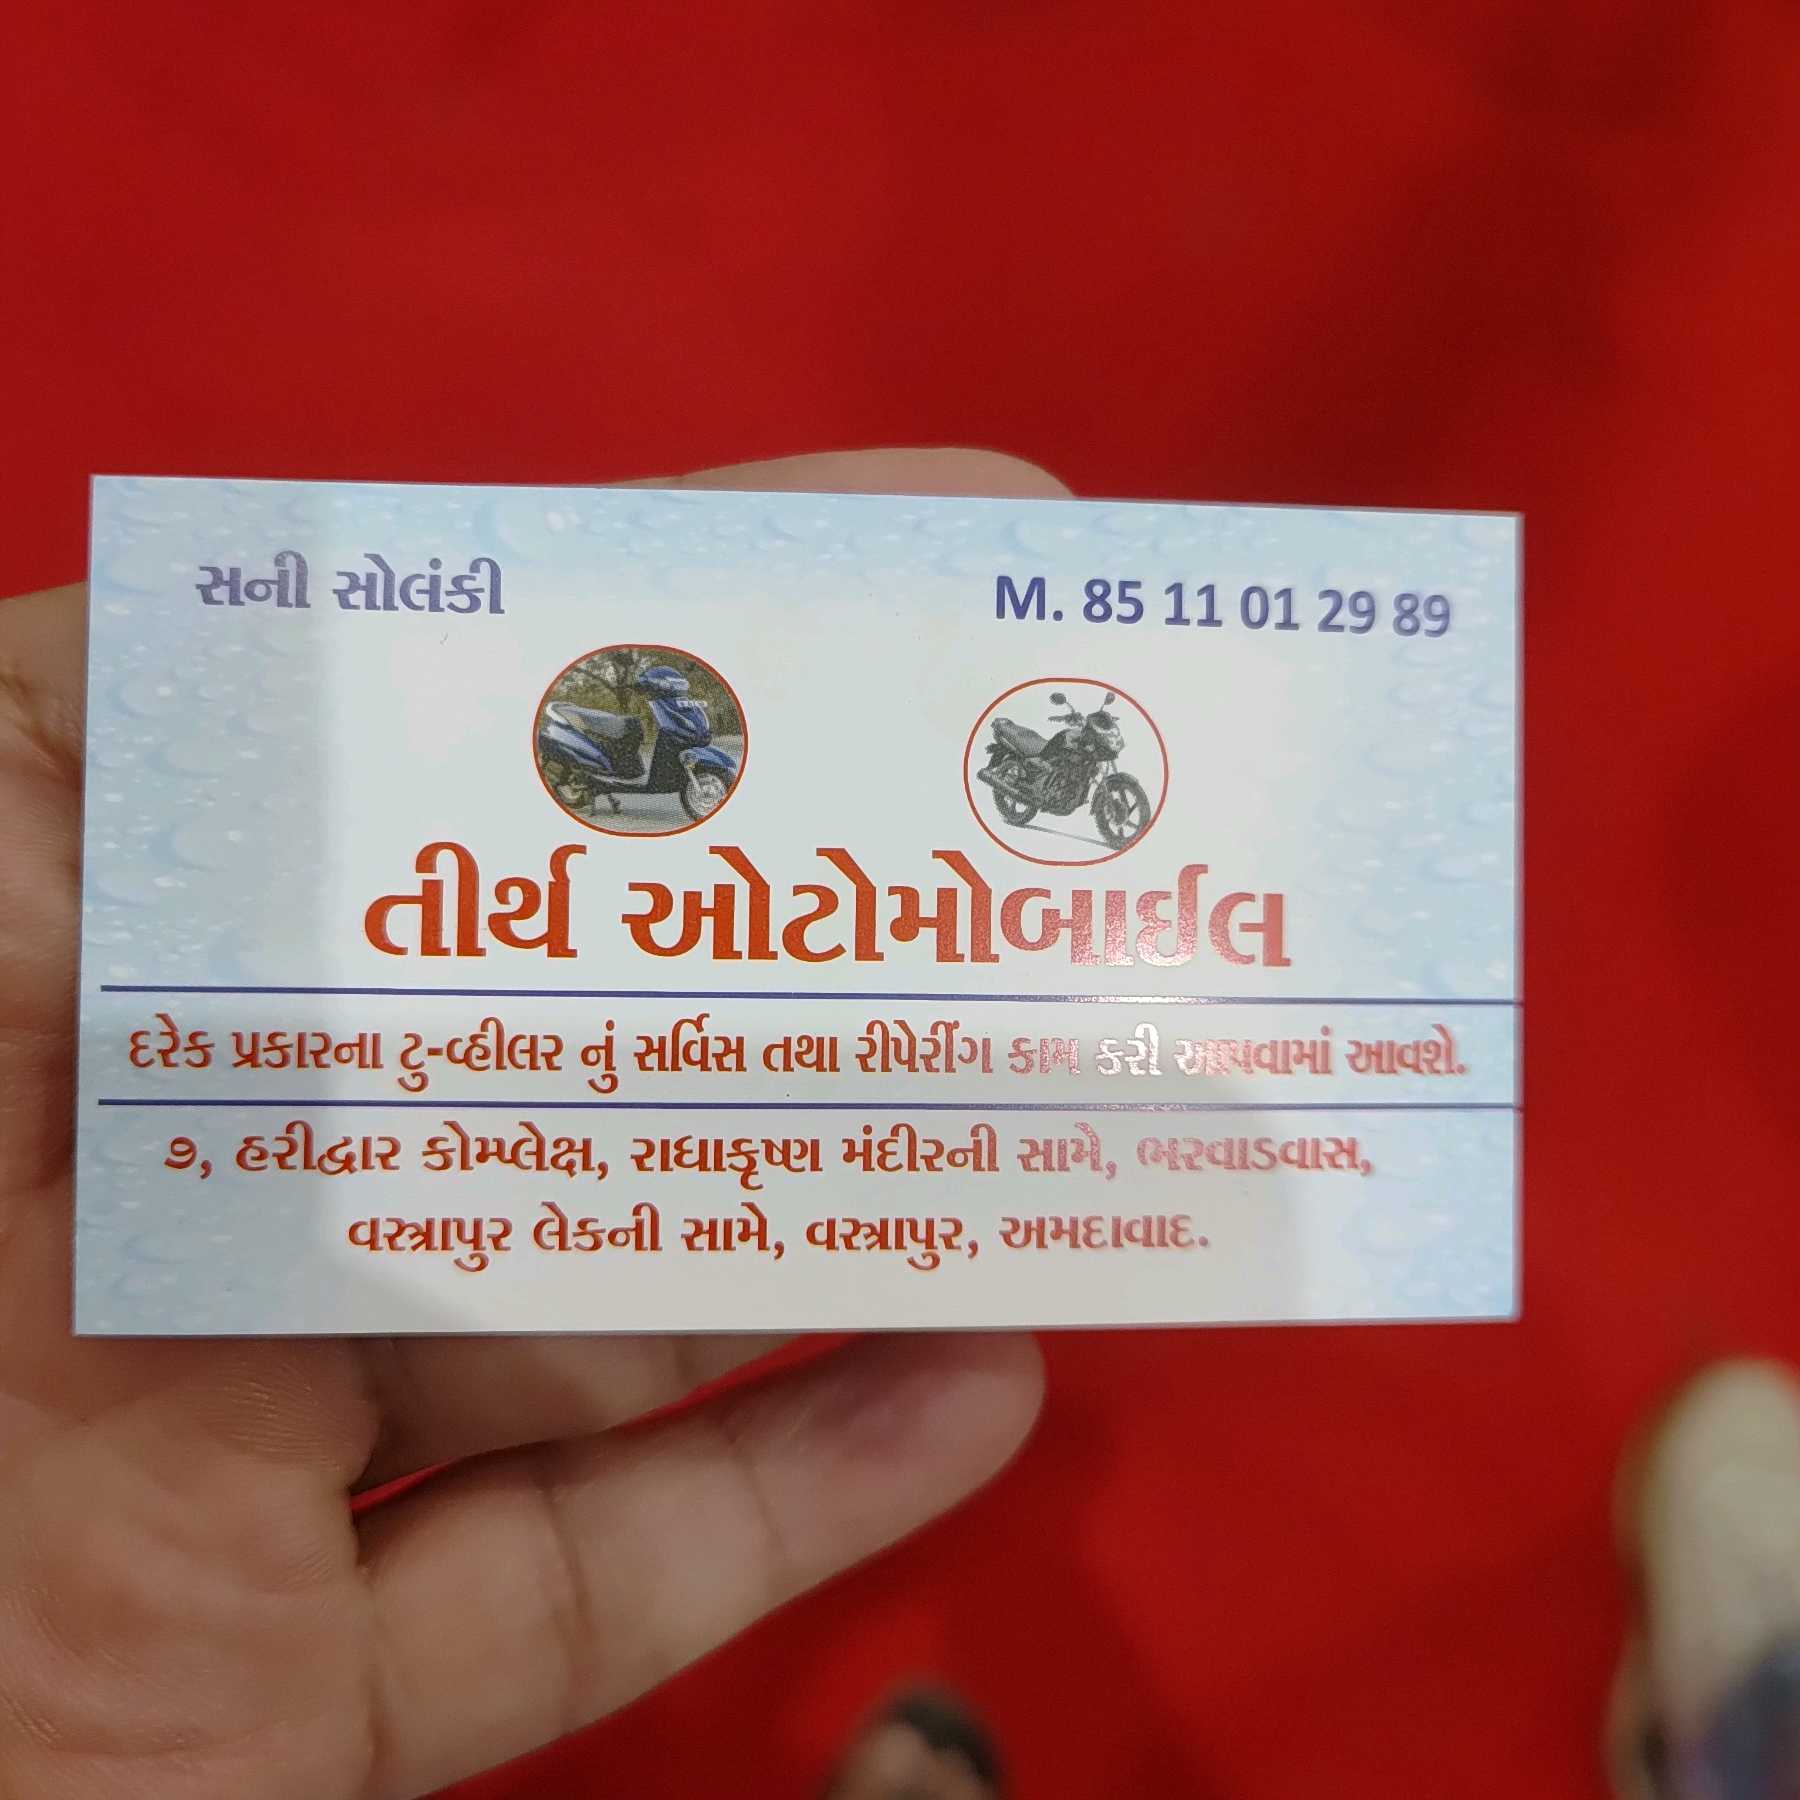 સની સોલંકી
M. 85 11 01 29 89
તીર્થ ઓટોમોબાઈલ
દરેક પ્રકારના ટુ-વ્હીલર નું સર્વિસ તથા રીપેરીંગ કામ કરી આપવામાં આવશે.
૭, હરીદ્વાર કોમ્પ્લેક્ષ, રાધાકૃષ્ણ મંદીરની સામે, ભરવાડવાસ,
વસ્ત્રાપુર લેકની સામે, વસ્ત્રાપુર, અમદાવાદ.